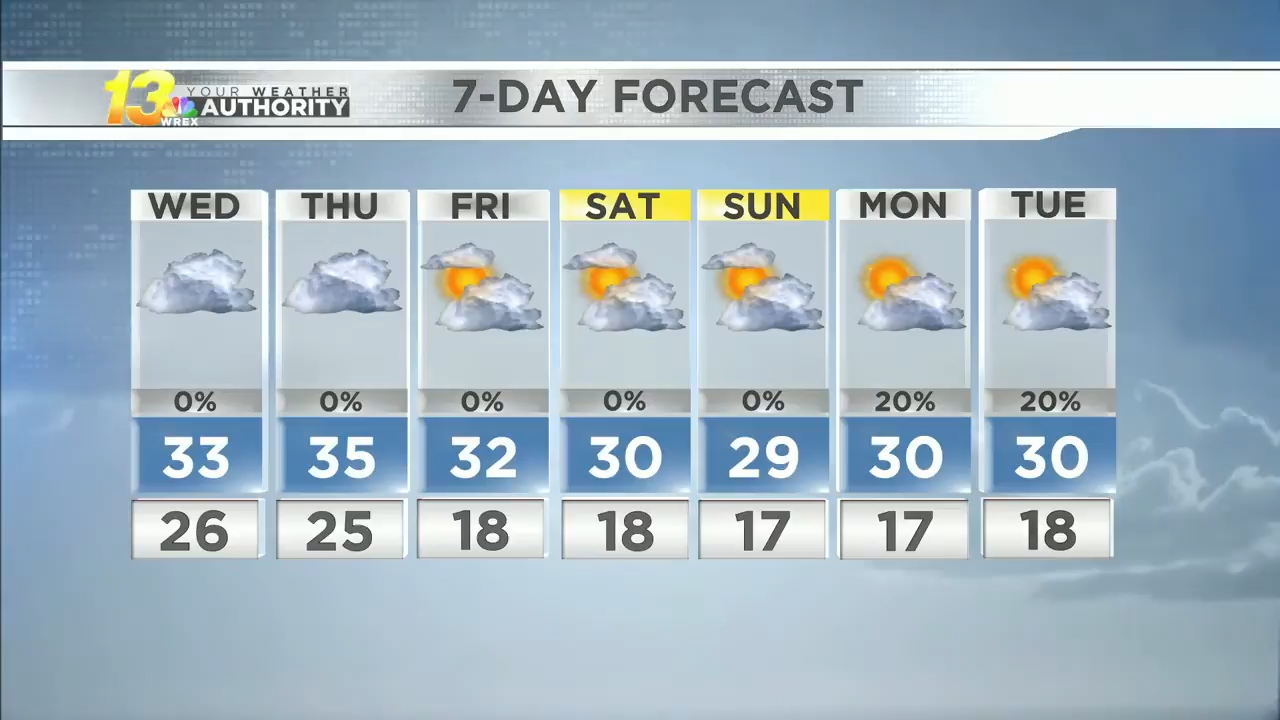 13 YOUR WEATHER
AUTHORITY
WREX
7-DAY FORECAST
WED THU FRI SAT SUN MON TUE
0% 0% 0% 0% 0% 20% 20%
33 35 32 30 29 30 30
26 25 18 18 17 17 18